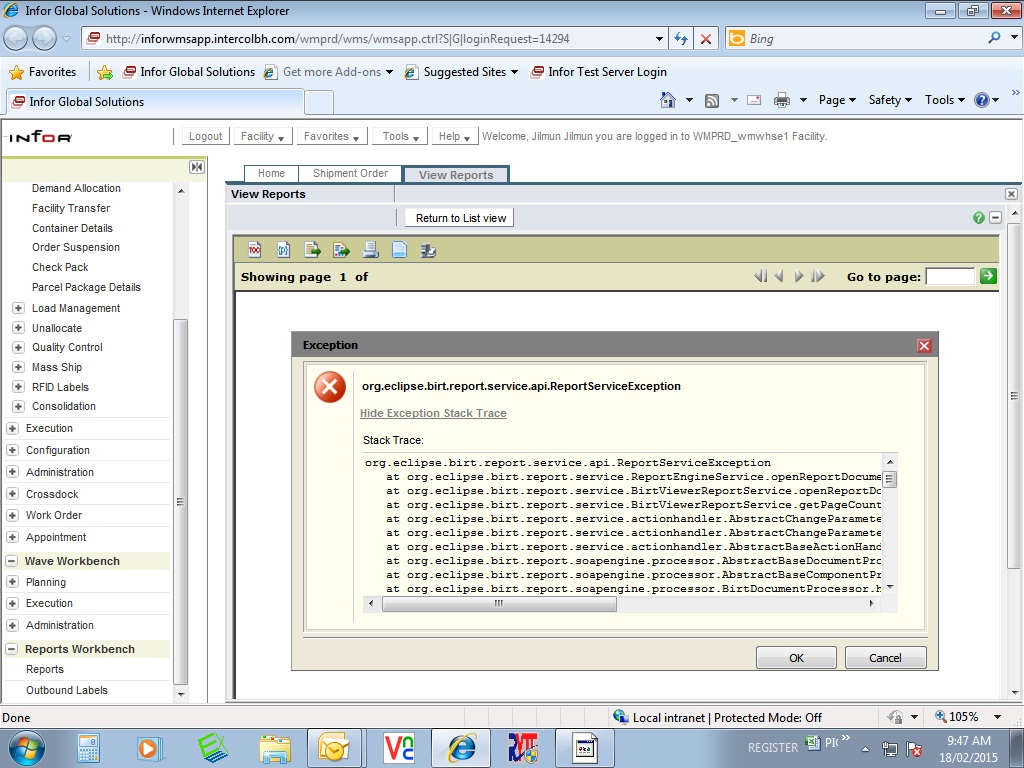 Infor Global Solutions - Windows Internet Explorer
http://inforwmsapp.intercolbh.com/wmprd/wms/wmsapp.ctrl?S|G|loginRequest=14294
Bing
Favorites Infor Global Solutions Get more Add-ons Suggested Sites Infor Test Server Login
Infor Global Solutions Page Safety Tools
INFOR Logout Facility Favorites Tools Help Welcome, Jilmun Jilmun you are logged in to WMPRD_wmwhse1 Facility.
Home Shipment Order View Reports
View Reports
Return to List view
TOC
Showing page 1 of Go to page:
Demand Allocation
Facility Transfer
Container Details
Order Suspension
Check Pack
Parcel Package Details
Load Management
Unallocate
Quality Control
Mass Ship
RFID Labels
Consolidation
Execution
Configuration
Administration
Crossdock
Work Order
Appointment
Wave Workbench
Planning
Execution
Administration
Reports Workbench
Reports
Outbound Labels
Exception
org.eclipse.birt.report.service.api.ReportServiceException
Hide Exception Stack Trace
Stack Trace:
org.eclipse.birt.report.service.api.ReportServiceException
at org.eclipse.birt.report.service.ReportEngineService.openReportDocume
at org.eclipse.birt.report.service.BirtViewerReportService.openReportDo
at org.eclipse.birt.report.service.BirtViewerReportService.getPageCount
at org.eclipse.birt.report.service.actionhandler.AbstractChangeParamete
at org.eclipse.birt.report.service.actionhandler.AbstractChangeParamete
at org.eclipse.birt.report.service.actionhandler.AbstractBaseActionHand
at org.eclipse.birt.report.soapengine.processor.AbstractBaseDocumentPro
at org.eclipse.birt.report.soapengine.processor.AbstractBaseComponentPr
at org.eclipse.birt.report.soapengine.processor.BirtDocumentProcessor.h
OK Cancel
Done Local intranet | Protected Mode: Off 105%
REGISTER 9:47 AM
18/02/2015